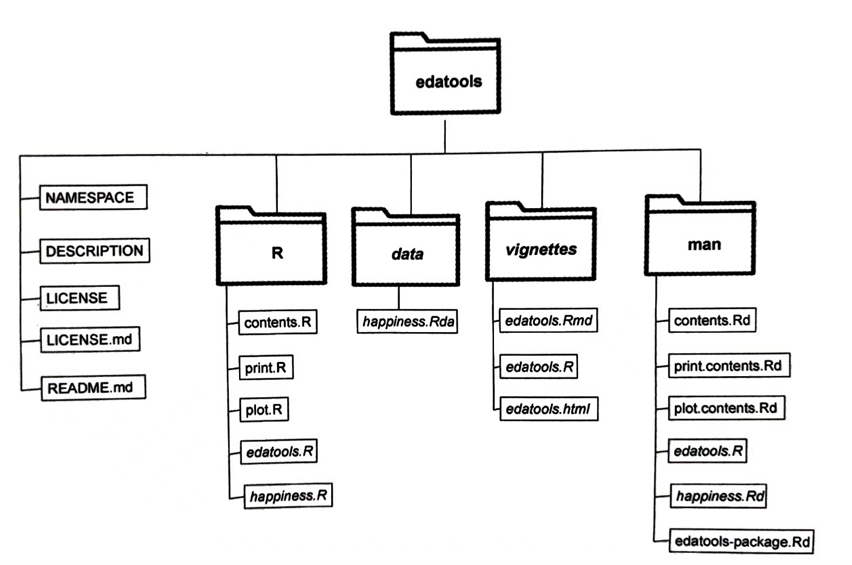 edatools
NAMESPACE
DESCRIPTION
LICENSE
LICENSE.md
README.md
R
contents.R
print.R
plot.R
edatools.R
happiness.R
data
happiness.Rda
vignettes
edatools.Rmd
edatools.R
edatools.html
man
contents.Rd
print.contents.Rd
plot.contents.Rd
edatools.R
happiness.Rd
edatools-package.Rd